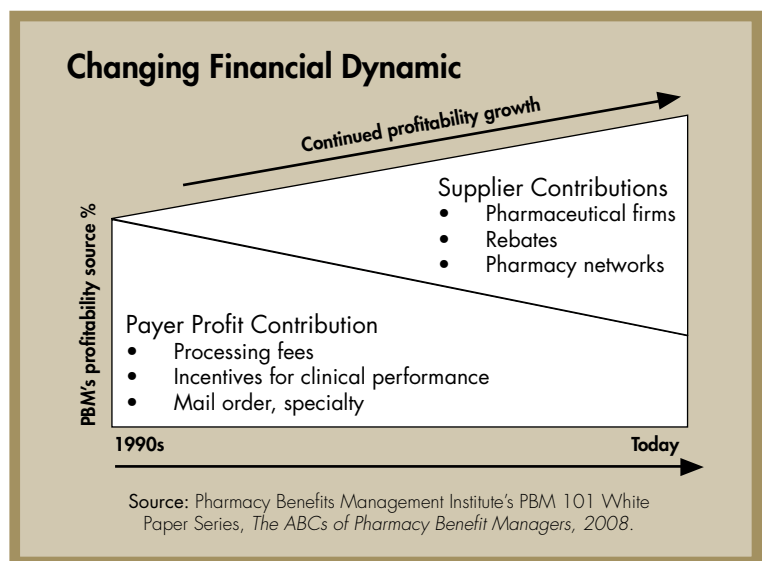 Changing Financial Dynamic
Continued profitability growth
PBM's profitability source %
Supplier Contributions
• Pharmaceutical firms
• Rebates
• Pharmacy networks
Payer Profit Contribution
• Processing fees
• Incentives for clinical performance
• Mail order, specialty
1990s Today
Source: Pharmacy Benefits Management Institute's PBM 101 White
Paper Series, The ABCs of Pharmacy Benefit Managers, 2008.